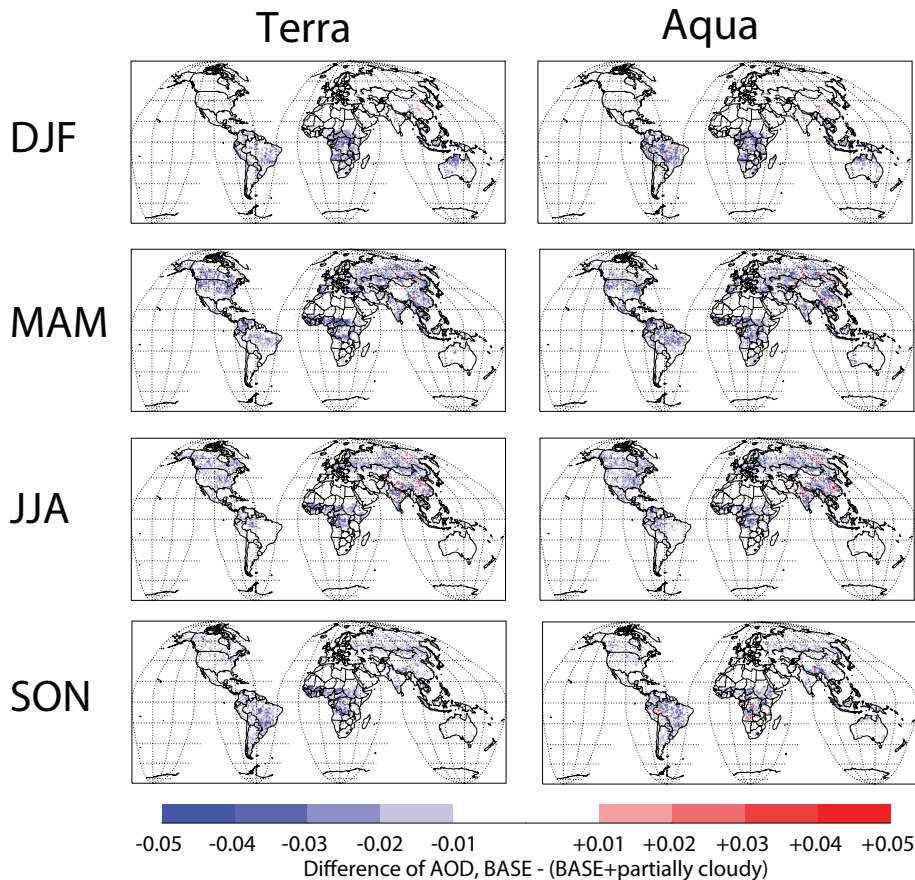 Terra Aqua
DJF
MAM
JJA
SON
-0.05 -0.04 -0.03 -0.02 -0.01 +0.01 +0.02 +0.03 +0.04 +0.05
Difference of AOD, BASE - (BASE+partially cloudy)